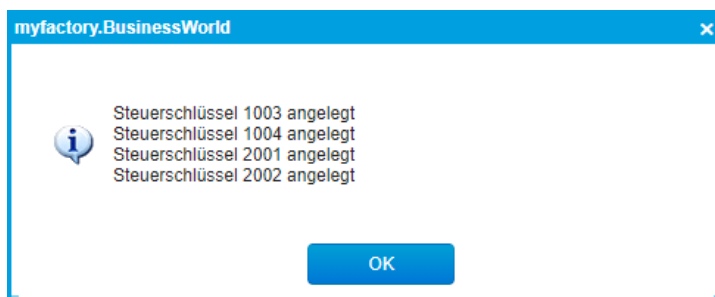 myfactory.BusinessWorld
Steuerschlüssel 1003 angelegt
Steuerschlüssel 1004 angelegt
Steuerschlüssel 2001 angelegt
Steuerschlüssel 2002 angelegt
OK